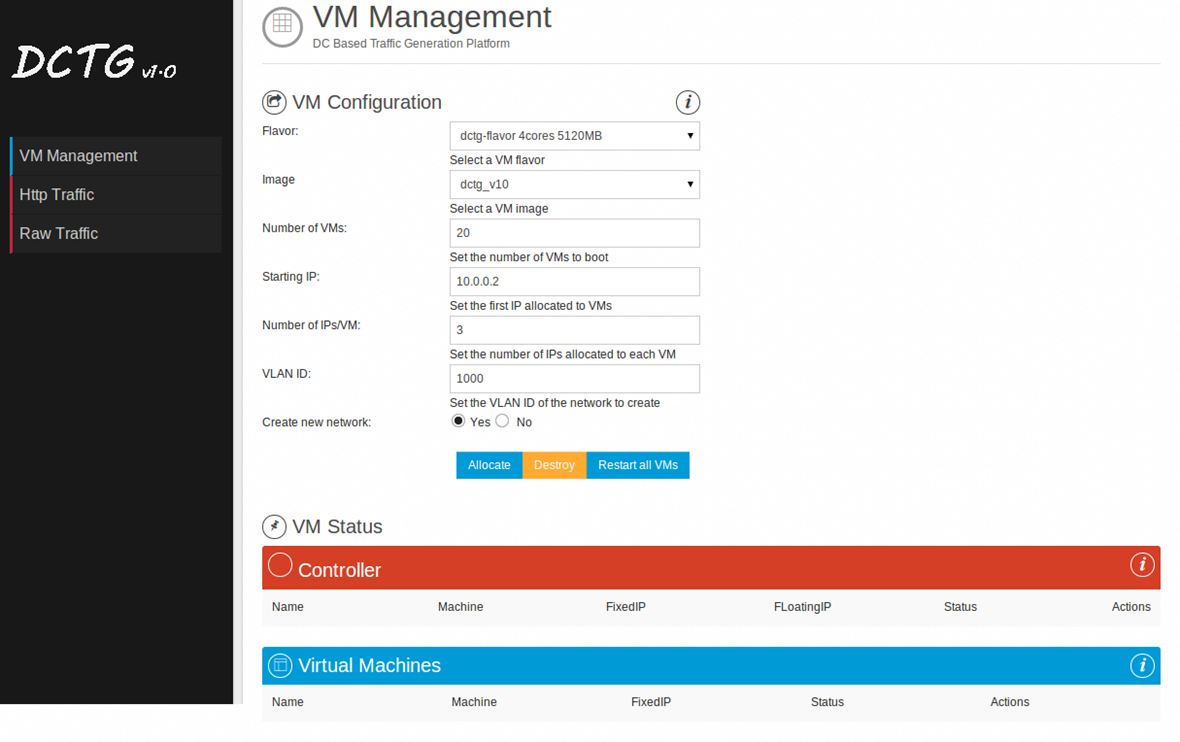 VM Management
DC Based Traffic Generation Platform
DCTG v1.0
VM Management
Http Traffic
Raw Traffic
VM Configuration i
Flavor: dctg-flavor 4cores 5120MB
Select a VM flavor
Image dctg_v10
Select a VM image
Number of VMs: 20
Set the number of VMs to boot
Starting IP: 10.0.0.2
Set the first IP allocated to VMs
Number of IPs/VM: 3
Set the number of IPs allocated to each VM
VLAN ID: 1000
Set the VLAN ID of the network to create
Create new network: Yes No
Allocate Destroy Restart all VMs
VM Status
Controller i
Name Machine FixedIP FLoatingIP Status Actions
Virtual Machines i
Name Machine FixedIP Status Actions